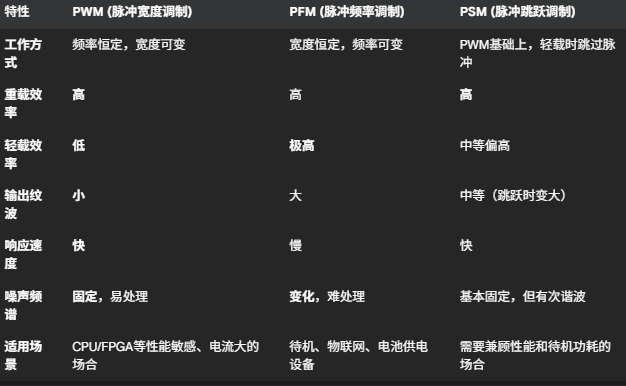 特性 PWM (脉冲宽度调制) PFM (脉冲频率调制) PSM (脉冲跳跃调制)
工作方式 频率恒定，宽度可变 宽度恒定，频率可变 PWM基础上，轻载时跳过脉冲
重载效率 高 高 高
轻载效率 低 极高 中等偏高
输出纹波 小 大 中等（跳跃时变大）
响应速度 快 慢 快
噪声频谱 固定，易处理 变化，难处理 基本固定，但有次谐波
适用场景 CPU/FPGA等性能敏感、电流大的场合 待机、物联网、电池供电设备 需要兼顾性能和待机功耗的场合